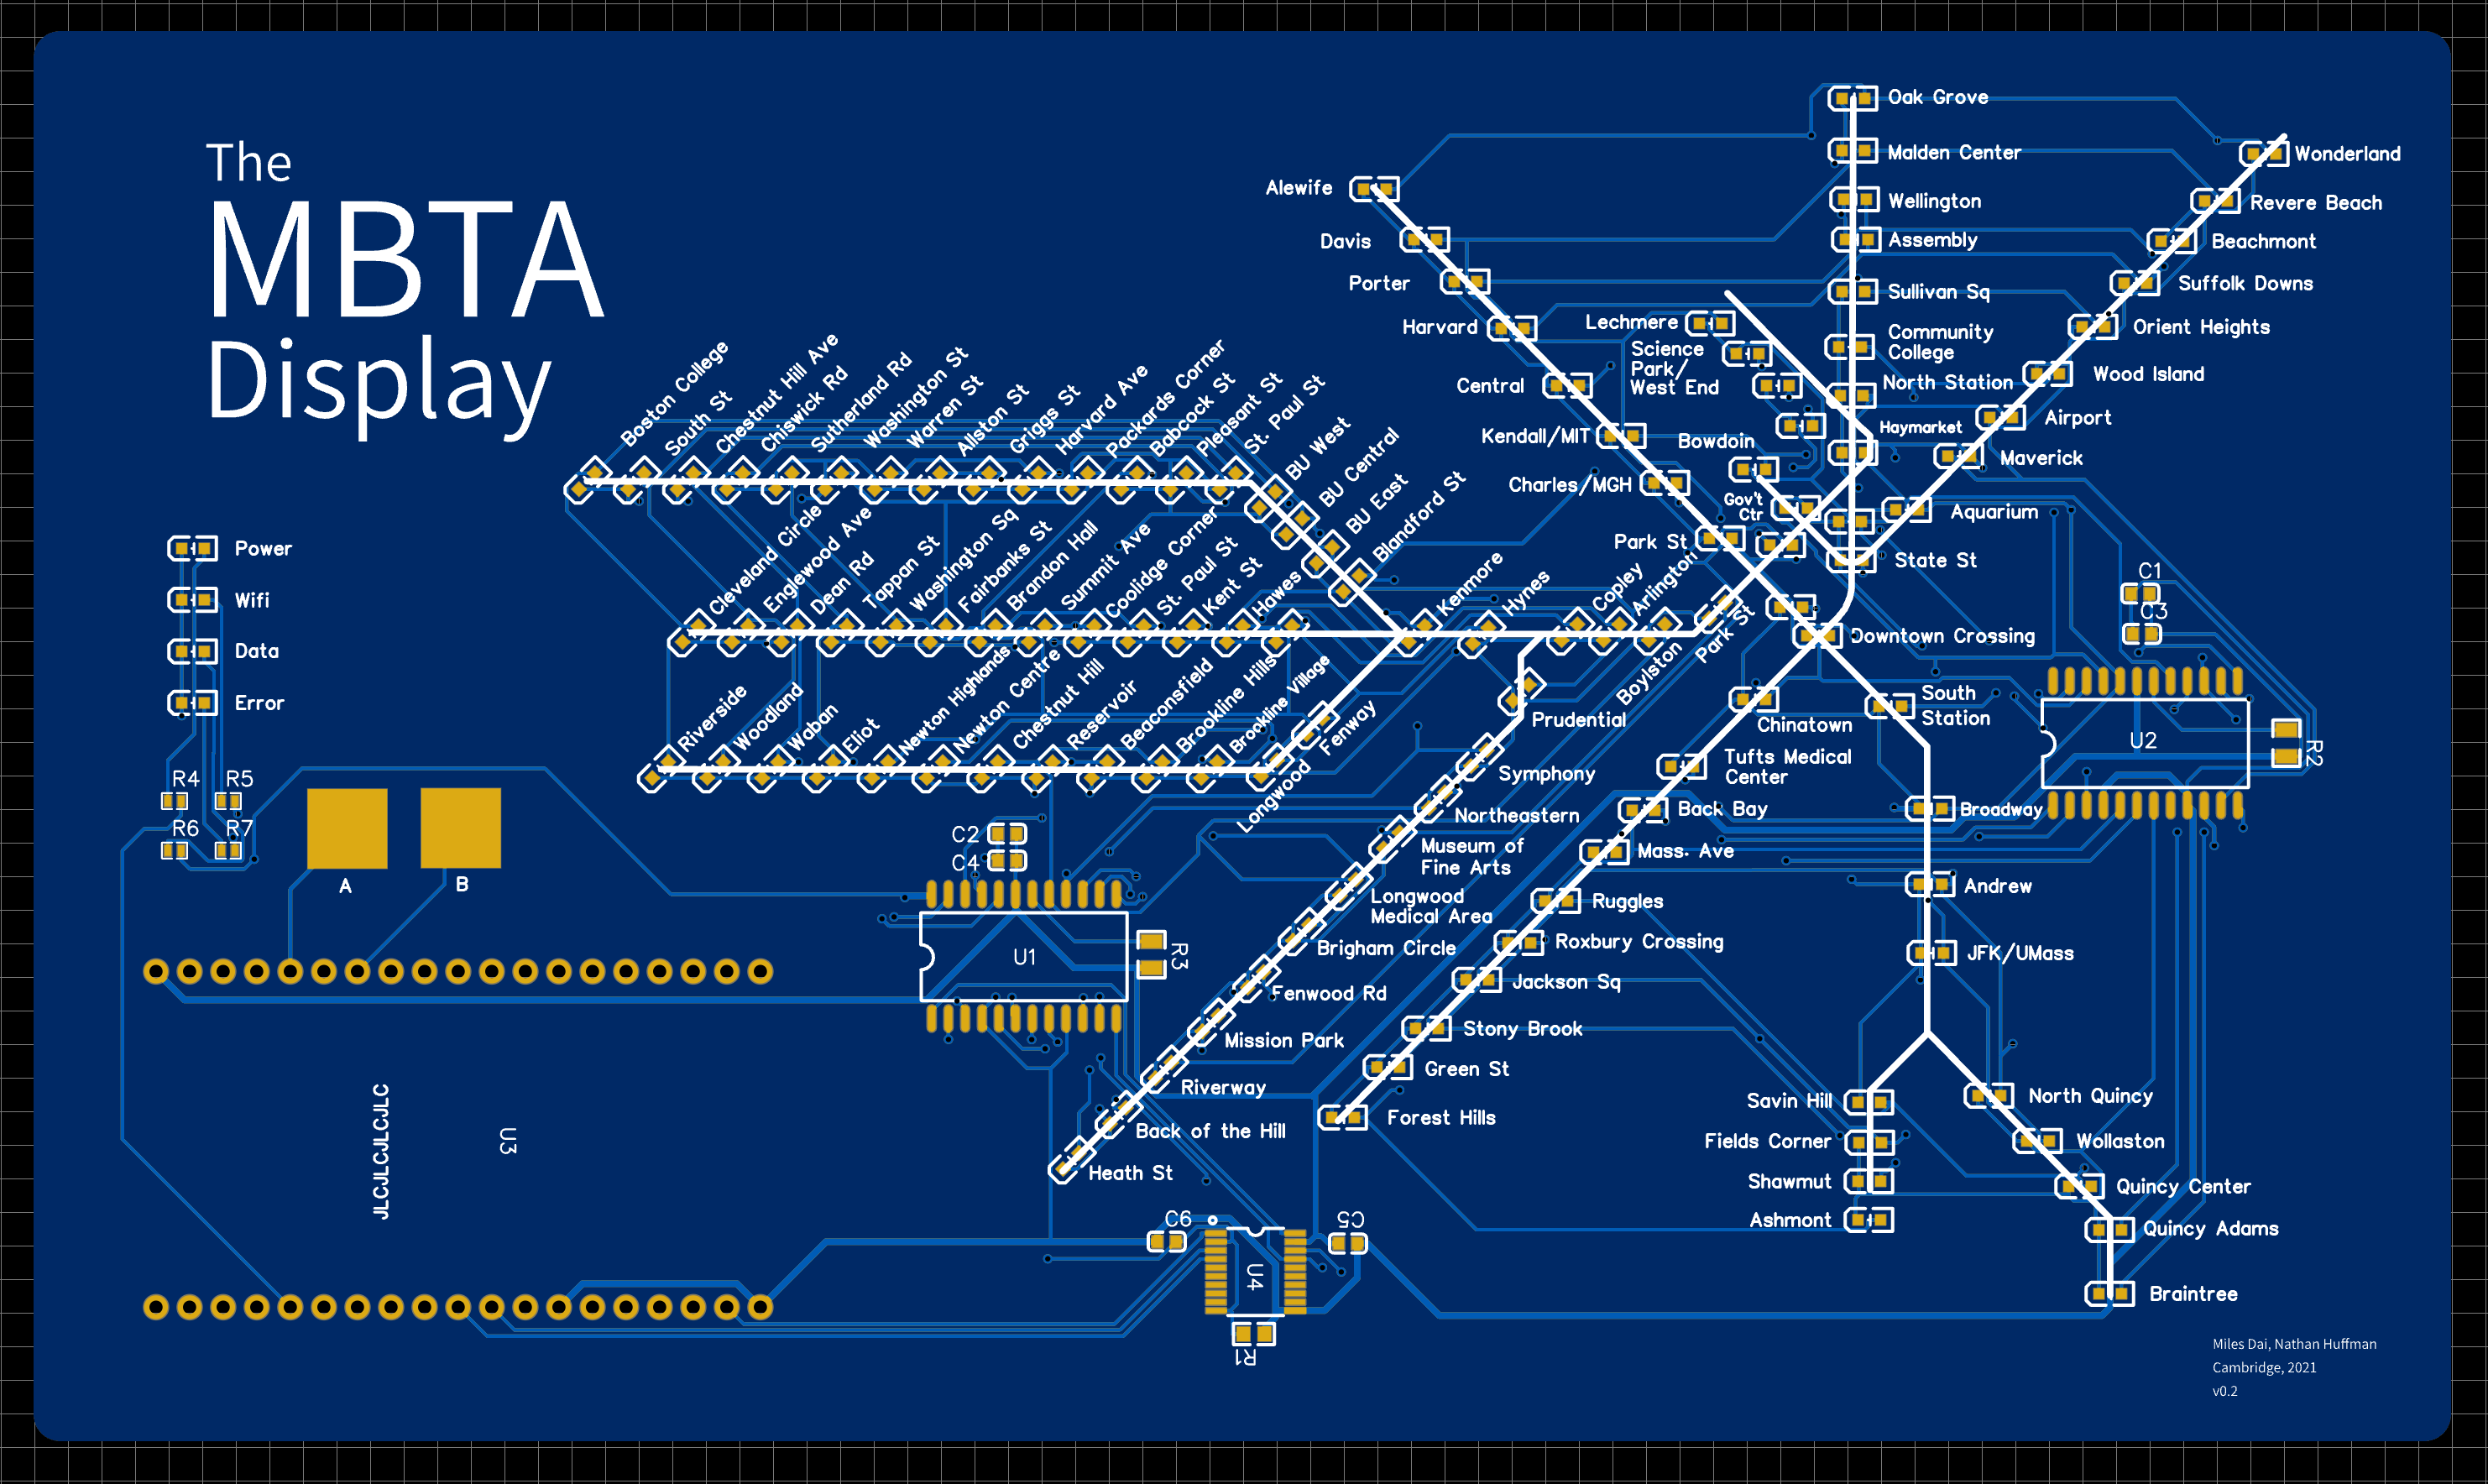 The
MBTA
Display
Oak Grove
Malden Center
Wellington
Assembly
Sullivan Sq
Community
College
North Station
Haymarket
State St
Wonderland
Revere Beach
Beachmont
Suffolk Downs
Orient Heights
Wood Island
Airport
Maverick
Aquarium
Alewife
Davis
Porter
Harvard
Central
Kendall/MIT
Charles/MGH
Park St
Lechmere
Science
Park/
West End
Bowdoin
Gov't
Ctr
Boston College
South St
Chestnut Hill Ave
Chiswick Rd
Sutherland Rd
Washington St
Warren St
Allston St
Griggs St
Harvard Ave
Packards Corner
Babcock St
Pleasant St
St. Paul St
BU West
BU Central
BU East
Blandford St
Cleveland Circle
Englewood Ave
Dean Rd
Tappan St
Washington Sq
Fairbanks St
Brandon Hall
Summit Ave
Coolidge Corner
St. Paul St
Kent St
Hawes
Kenmore
Hynes
Copley
Arlington
Boylston
Park St
Riverside
Woodland
Waban
Eliot
Newton Highlands
Newton Centre
Chestnut Hill
Reservoir
Beaconsfield
Brookline Hills
Brookline Village
Longwood
Fenway
Prudential
Symphony
Northeastern
Museum of
Fine Arts
Longwood
Medical Area
Brigham Circle
Fenwood Rd
Mission Park
Riverway
Back of the Hill
Heath St
Downtown Crossing
Chinatown
Tufts Medical
Center
Back Bay
Mass. Ave
Ruggles
Roxbury Crossing
Jackson Sq
Stony Brook
Green St
Forest Hills
South
Station
Broadway
Andrew
JFK/UMass
Savin Hill
Fields Corner
Shawmut
Ashmont
North Quincy
Wollaston
Quincy Center
Quincy Adams
Braintree
Power
Wifi
Data
Error
R4
R5
R6
R7
A
B
C2
C4
U1
R3
C1
C3
U2
R2
JLCJLCJLCJLC
U3
C6
C5
U4
R1
Miles Dai, Nathan Huffman
Cambridge, 2021
v0.2